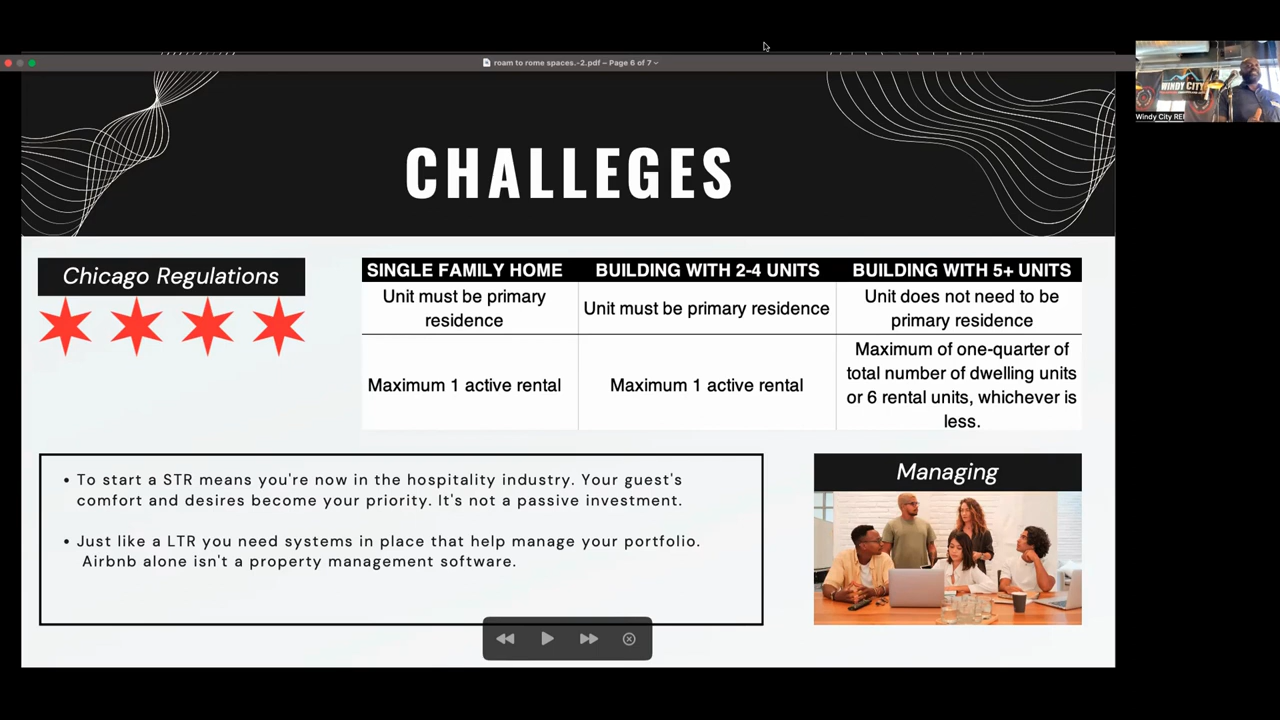 roam to rome spaces.-2.pdf – Page 6 of 7
WINDY CITY
Windy City REI
CHALLEGES
Chicago Regulations
SINGLE FAMILY HOME BUILDING WITH 2-4 UNITS BUILDING WITH 5+ UNITS
Unit must be primary
residence
Unit must be primary residence
Unit does not need to be
primary residence
Maximum 1 active rental
Maximum 1 active rental
Maximum of one-quarter of
total number of dwelling units
or 6 rental units, whichever is
less.
• To start a STR means you're now in the hospitality industry. Your guest's
comfort and desires become your priority. It's not a passive investment.
• Just like a LTR you need systems in place that help manage your portfolio.
Airbnb alone isn't a property management software.
Managing